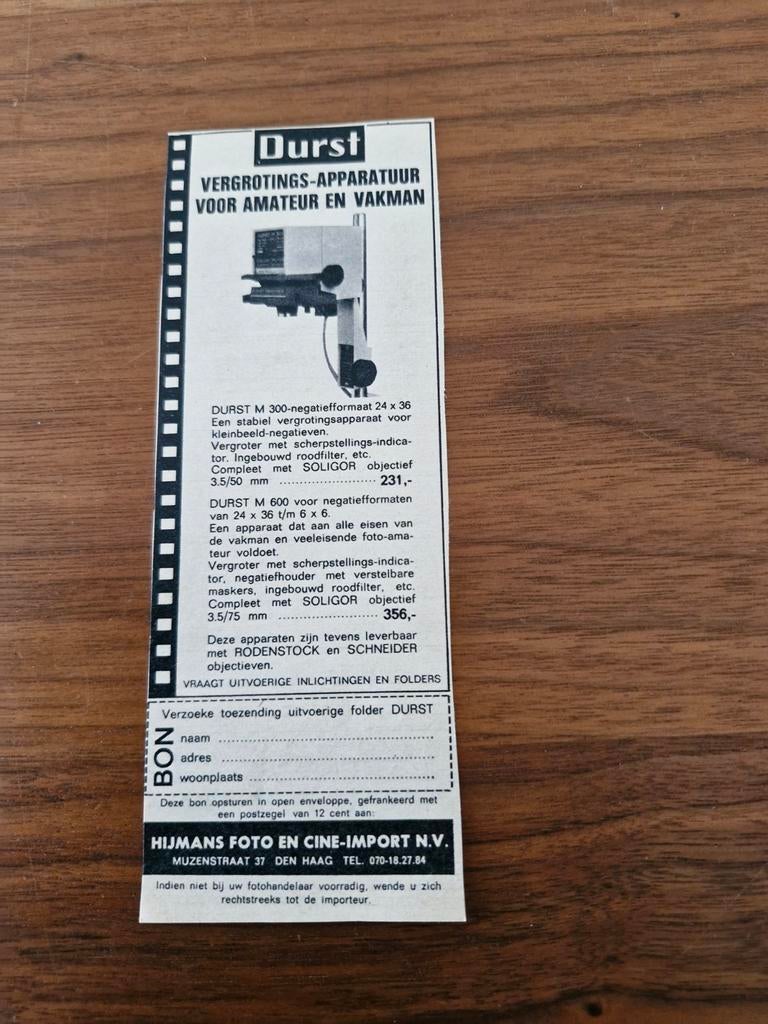 Durst
VERGROTINGS-APPARATUUR
VOOR AMATEUR EN VAKMAN
DURST M 300-negatiefformaat 24 x 36
Een stabiel vergrotingsapparaat voor
kleinbeeld-negatieven.
Vergroter met scherpstellings-indica-
tor. Ingebouwd roodfilter, etc.
Compleet met SOLIGOR objectief
3.5/50 mm ........................ 231,-
DURST M 600 voor negatiefformaten
van 24 x 36 t/m 6 x 6.
Een apparaat dat aan alle eisen van
de vakman en veeleisende foto-ama-
teur voldoet.
Vergroter met scherpstellings-indica-
tor, negatiefhouder met verstelbare
maskers, ingebouwd roodfilter, etc.
Compleet met SOLIGOR objectief
3.5/75 mm ........................ 356,-
Deze apparaten zijn tevens leverbaar
met RODENSTOCK en SCHNEIDER
objectieven.
VRAAGT UITVOERIGE INLICHTINGEN EN FOLDERS
BON
Verzoeke toezending uitvoerige folder DURST
naam ......................................................
adres .....................................................
woonplaats ..............................................
Deze bon opsturen in open enveloppe, gefrankeerd met
een postzegel van 12 cent aan:
HIJMANS FOTO EN CINE-IMPORT N.V.
MUZENSTRAAT 37 DEN HAAG TEL. 070-18.27.84
Indien niet bij uw fotohandelaar voorradig, wende u zich
rechtstreeks tot de importeur.